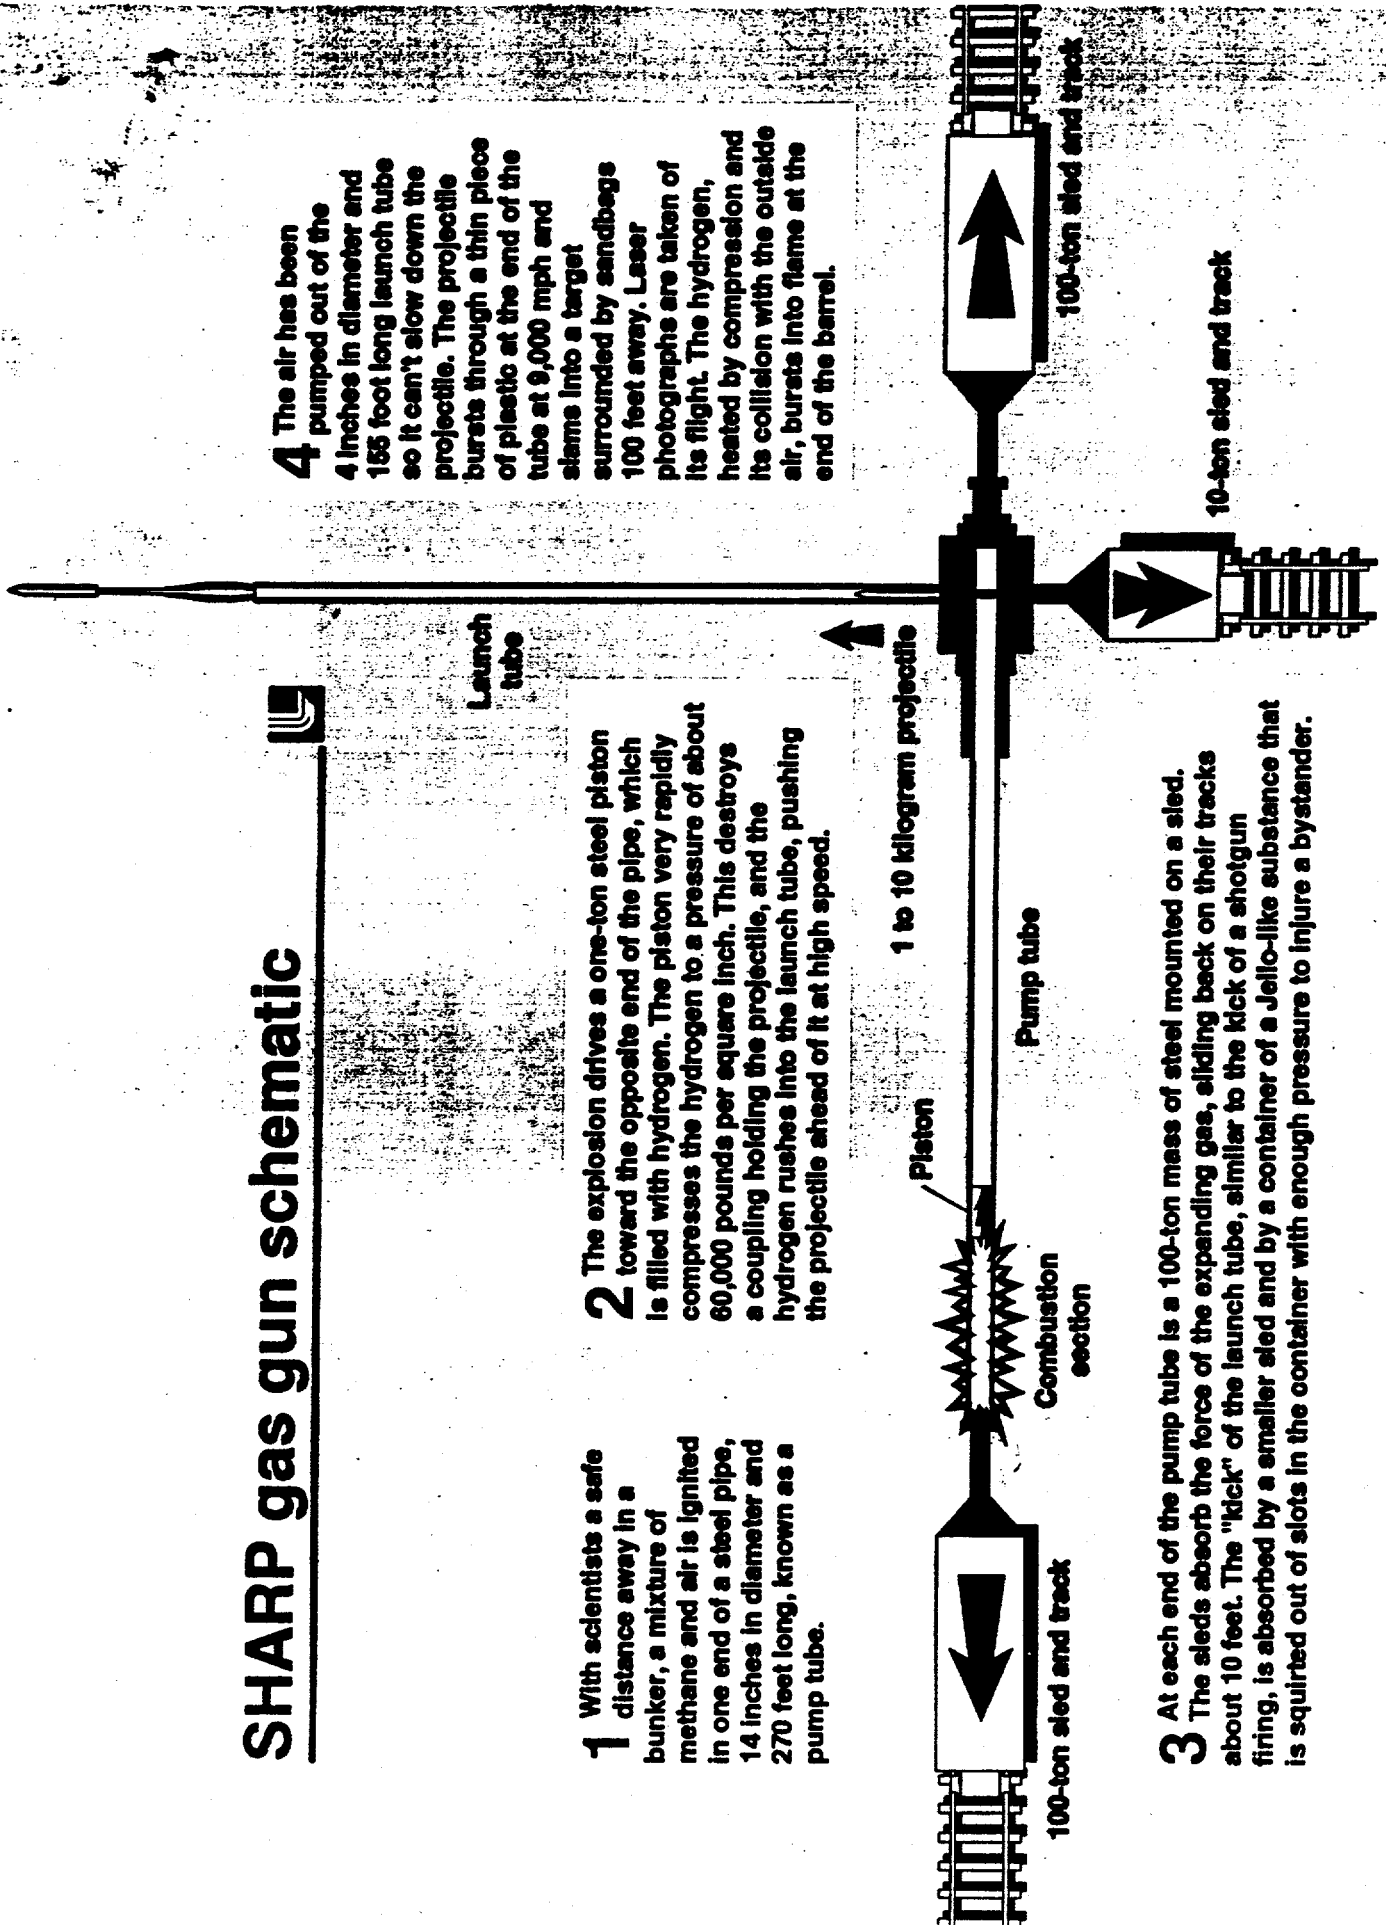 SHARP gas gun schematic
1 With scientists a safe
distance away in a
bunker, a mixture of
methane and air is ignited
in one end of a steel pipe,
14 inches in diameter and
270 feet long, known as a
pump tube.
2 The explosion drives a one-ton steel piston
toward the opposite end of the pipe, which
is filled with hydrogen. The piston very rapidly
compresses the hydrogen to a pressure of about
60,000 pounds per square inch. This destroys
a coupling holding the projectile, and the
hydrogen rushes into the launch tube, pushing
the projectile ahead of it at high speed.
4 The air has been
pumped out of the
4 inches in diameter and
155 foot long launch tube
so it can't slow down the
projectile. The projectile
bursts through a thin piece
of plastic at the end of the
tube at 9,000 mph and
slams into a target
surrounded by sandbags
100 feet away. Laser
photographs are taken of
its flight. The hydrogen,
heated by compression and
its collision with the outside
air, bursts into flame at the
end of the barrel.
Launch
tube
1 to 10 kilogram projectile
Piston
Pump tube
Combustion
section
100-ton sled and track
100-ton sled and track
10-ton sled and track
3 At each end of the pump tube is a 100-ton mass of steel mounted on a sled.
The sleds absorb the force of the expanding gas, sliding back on their tracks
about 10 feet. The "kick" of the launch tube, similar to the kick of a shotgun
firing, is absorbed by a smaller sled and by a container of a Jello-like substance that
is squirted out of slots in the container with enough pressure to injure a bystander.